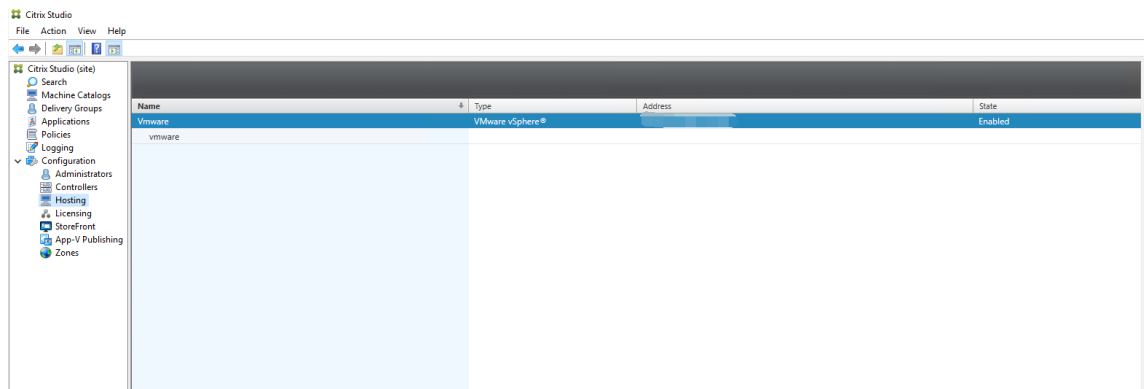 Citrix Studio
File Action View Help
Citrix Studio (site)
Search
Machine Catalogs
Delivery Groups
Applications
Policies
Logging
Configuration
Administrators
Controllers
Hosting
Licensing
StoreFront
App-V Publishing
Zones
Name Type Address State
Vmware VMware vSphere® Enabled
vmware